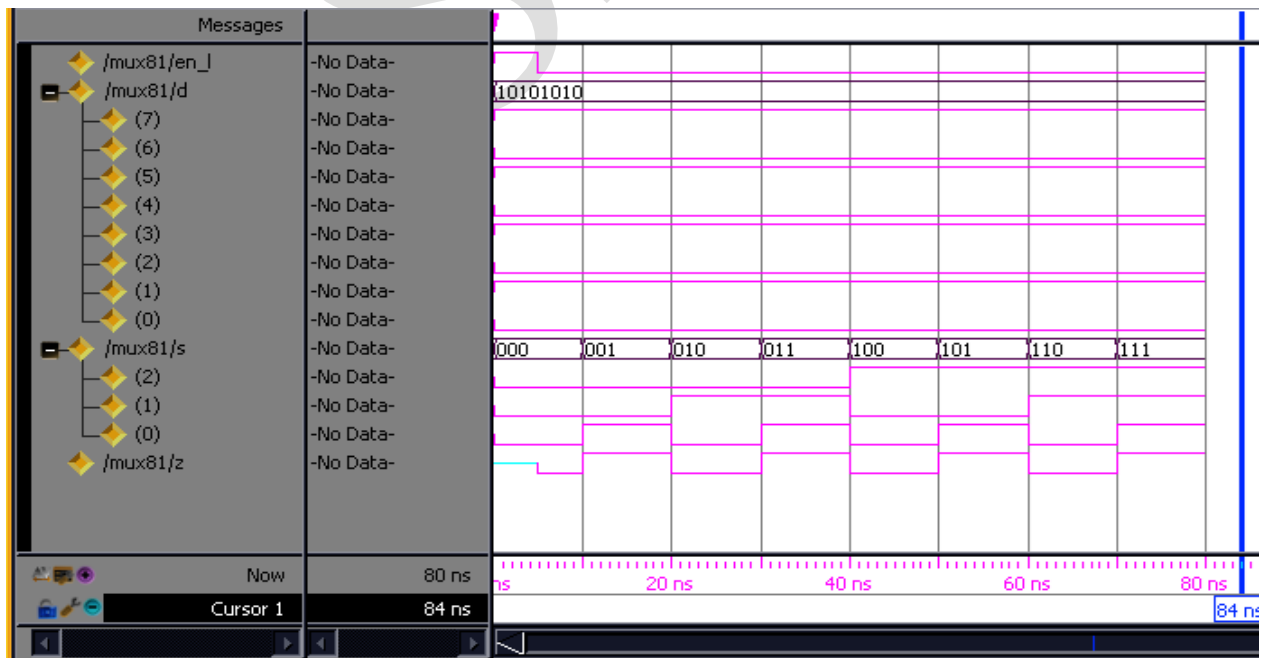 Messages
/mux81/en_l -No Data-
/mux81/d -No Data- 10101010
(7) -No Data-
(6) -No Data-
(5) -No Data-
(4) -No Data-
(3) -No Data-
(2) -No Data-
(1) -No Data-
(0) -No Data-
/mux81/s -No Data- 000 001 010 011 100 101 110 111
(2) -No Data-
(1) -No Data-
(0) -No Data-
/mux81/z -No Data-
Now 80 ns ns 20 ns 40 ns 60 ns 80 ns
Cursor 1 84 ns 84 ns